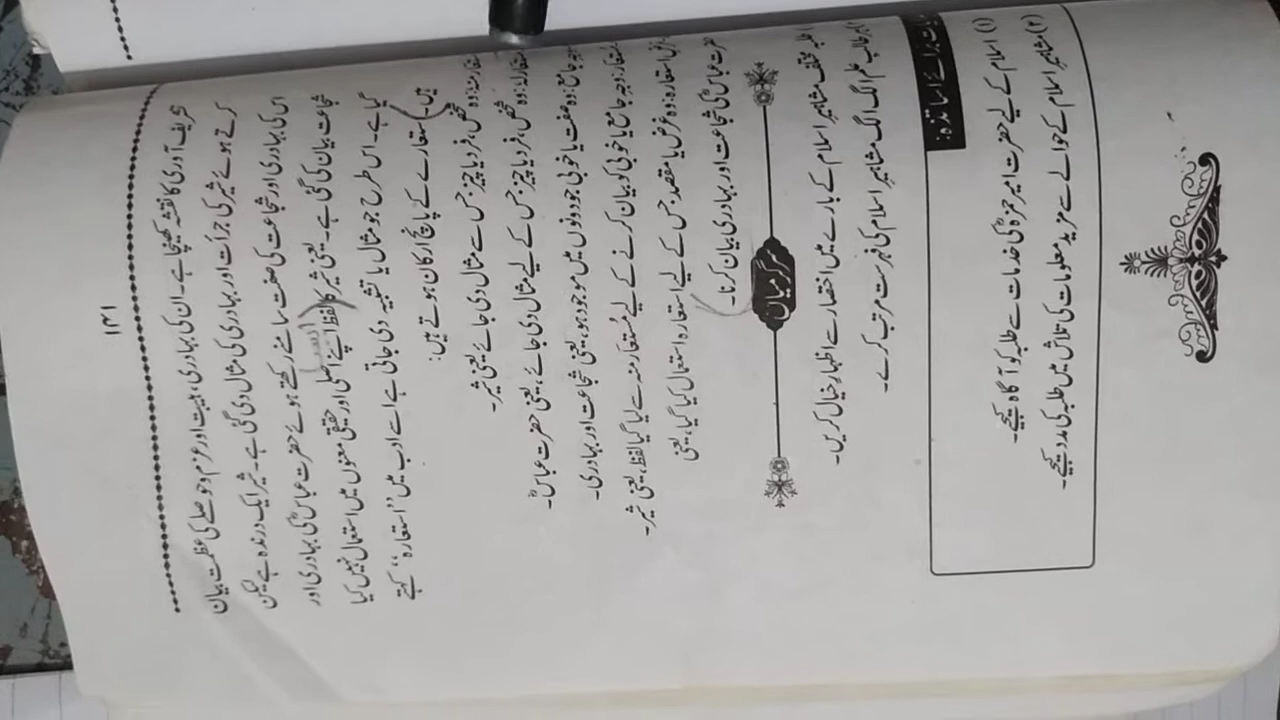 ۱۳۱
تشریف آوری کا نقشہ کھینچا ہے۔ ان کی بہادری، ہیبت اور عزم و حوصلے کی عظمت بیان
کرتے ہوئے شیر کی جرأت اور بہادری کی مثال دی گئی ہے۔ شیر ایک درندہ ہے لیکن
اس کی بہادری اور شجاعت کی صفت سامنے رکھتے ہوئے حضرت عباسؓ کی بہادری اور
شجاعت بیان کی گئی ہے۔ یعنی شیر کا لفظ اپنے اصلی اور حقیقی معنوں میں استعمال نہیں کیا
گیا ہے۔ اس طرح جو مثال یا تشبیہ دی جاتی ہے اسے ادب میں ’’استعارہ‘‘ کہتے
ہیں۔ استعارے کے پانچ ارکان ہوتے ہیں:
مستعار منہ: وہ شخص، فرد یا چیز جس سے مثال دی جائے یعنی شیر۔
مستعار لہ: وہ شخص، فرد یا چیز جس کے لیے مثال دی جائے، یعنی حضرت عباسؓ۔
وجہ جامع: وہ صفت یا خوبی جو دونوں میں موجود ہو، یعنی شجاعت اور بہادری۔
مستعار: وجہ جامع یا خوبی کو بیان کرنے کے لیے مُستعار منہ سے لیا گیا لفظ، یعنی شیر۔
غرض استعارہ: وہ غرض یا مقصد جس کے لیے استعارہ استعمال کیا گیا، یعنی
حضرت عباسؓ کی شجاعت اور بہادری بیان کرنا۔
سرگرمیاں
طلبہ مختلف مشاہیرِ اسلام کے بارے میں اختصار سے اظہارِ خیال کریں۔
ہر طالب علم الگ الگ مشاہیرِ اسلام کی فہرست مرتب کرے۔
برائے اساتذہ:
(۱) اسلام کے لیے حضرت امیر حمزہؓ کی خدمات سے طلبہ کو آگاہ کیجیے۔
(۲) مشاہیرِ اسلام کے حوالے سے مزید معلومات کی تلاش میں طلبہ کی مدد کیجیے۔